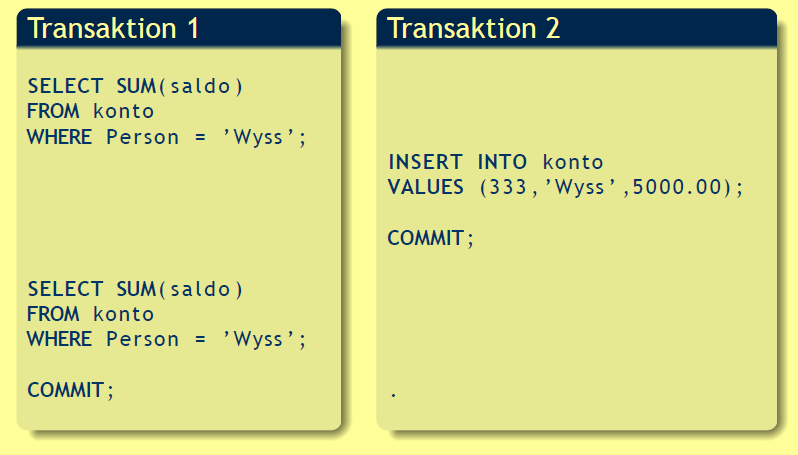 Transaktion 1
SELECT SUM(saldo)
FROM konto
WHERE Person = ’Wyss’;
SELECT SUM(saldo)
FROM konto
WHERE Person = ’Wyss’;
COMMIT;
Transaktion 2
INSERT INTO konto
VALUES (333,’Wyss’,5000.00);
COMMIT;
.